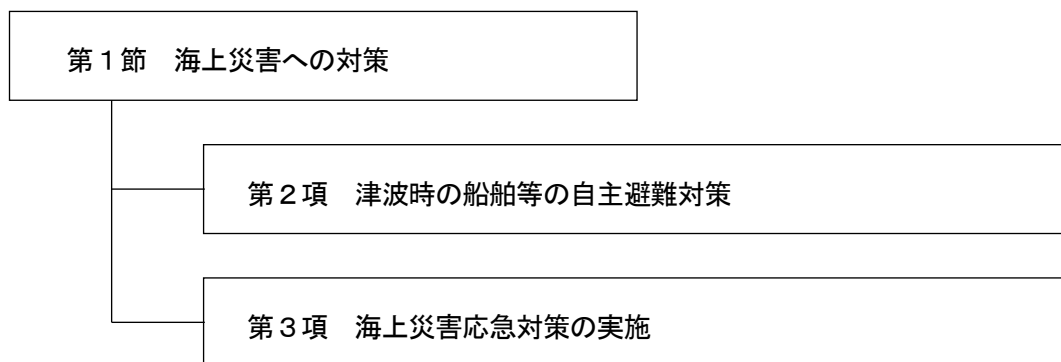 第１節　海上災害への対策
第２項　津波時の船舶等の自主避難対策
第３項　海上災害応急対策の実施